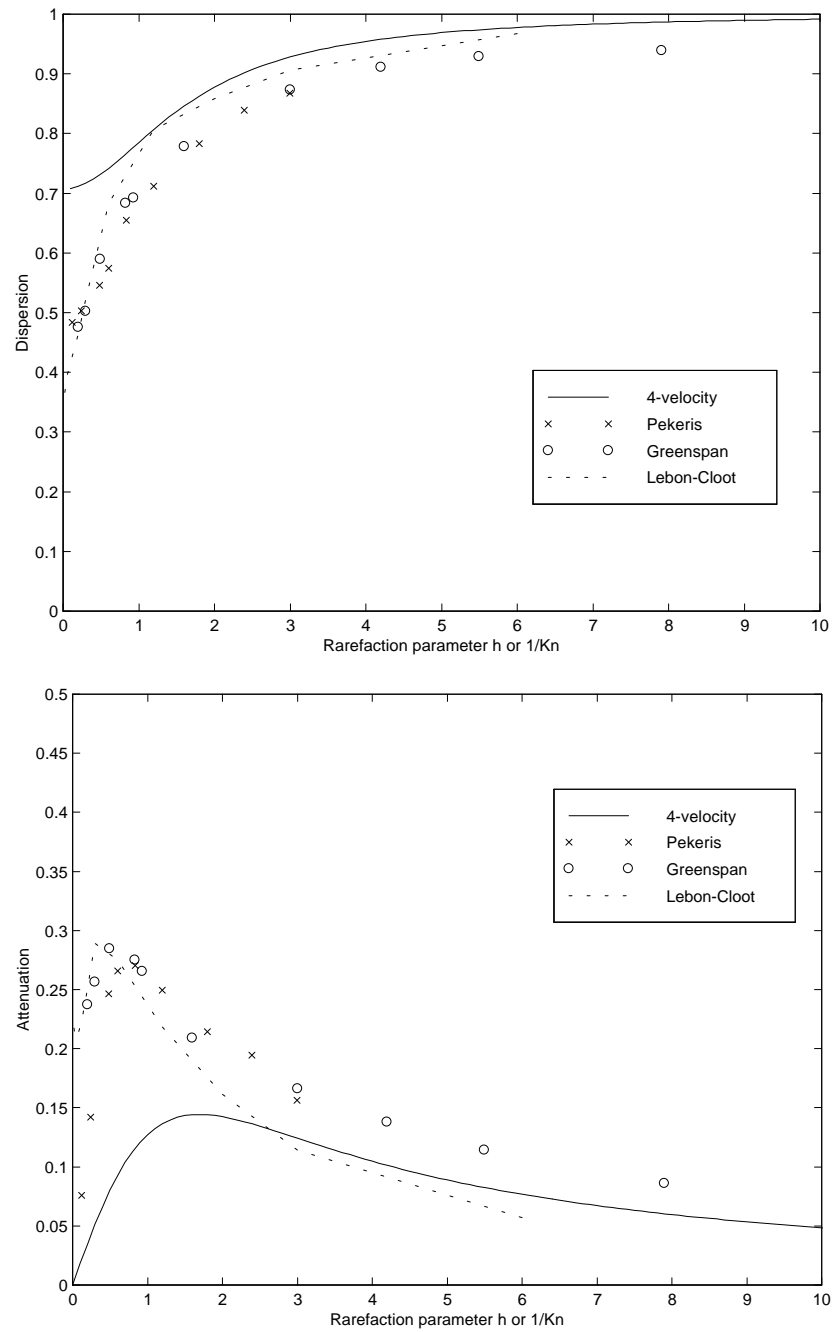 1
0.9
0.8
0.7
0.6
0.5
0.4
0.3
0.2
0.1
0
Dispersion
4-velocity
Pekeris
Greenspan
Lebon-Cloot
0 1 2 3 4 5 6 7 8 9 10
Rarefaction parameter h or 1/Kn
0.5
0.45
0.4
0.35
0.3
0.25
0.2
0.15
0.1
0.05
0
Attenuation
4-velocity
Pekeris
Greenspan
Lebon-Cloot
0 1 2 3 4 5 6 7 8 9 10
Rarefaction parameter h or 1/Kn